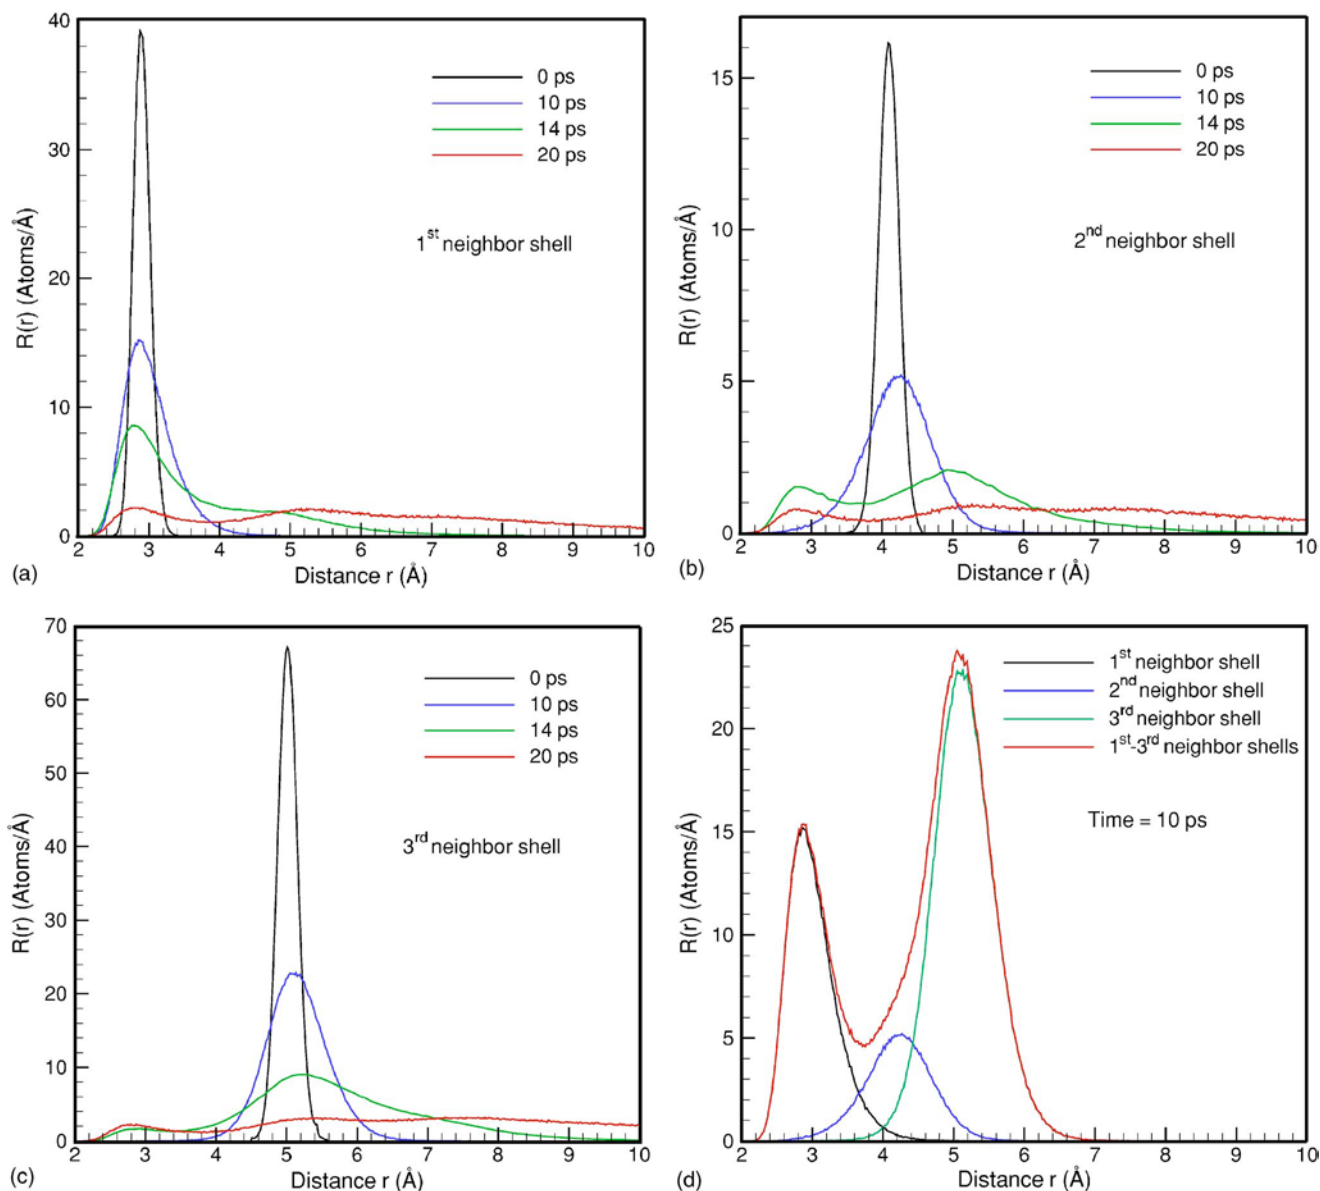 40
30
20
10
0
R(r) (Atoms/Å)
0 ps
10 ps
14 ps
20 ps
1st neighbor shell
2 3 4 5 6 7 8 9 10
Distance r (Å)
(a)
15
10
5
0
R(r) (Atoms/Å)
0 ps
10 ps
14 ps
20 ps
2nd neighbor shell
2 3 4 5 6 7 8 9 10
Distance r (Å)
(b)
70
60
50
40
30
20
10
0
R(r) (Atoms/Å)
0 ps
10 ps
14 ps
20 ps
3rd neighbor shell
2 3 4 5 6 7 8 9 10
Distance r (Å)
(c)
25
20
15
10
5
0
R(r) (Atoms/Å)
1st neighbor shell
2nd neighbor shell
3rd neighbor shell
1st-3rd neighbor shells
Time = 10 ps
2 3 4 5 6 7 8 9 10
Distance r (Å)
(d)